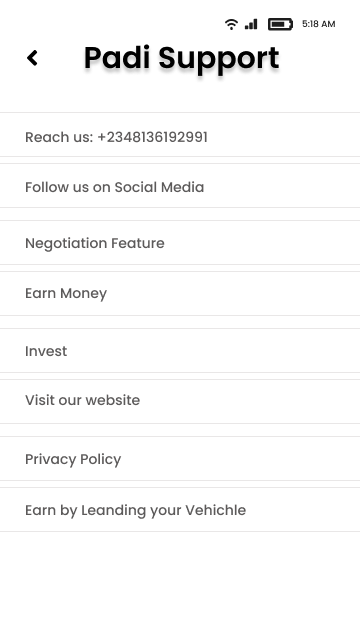 5:18 AM
Padi Support
Reach us: +2348136192991
Follow us on Social Media
Negotiation Feature
Earn Money
Invest
Visit our website
Privacy Policy
Earn by Leanding your Vehichle